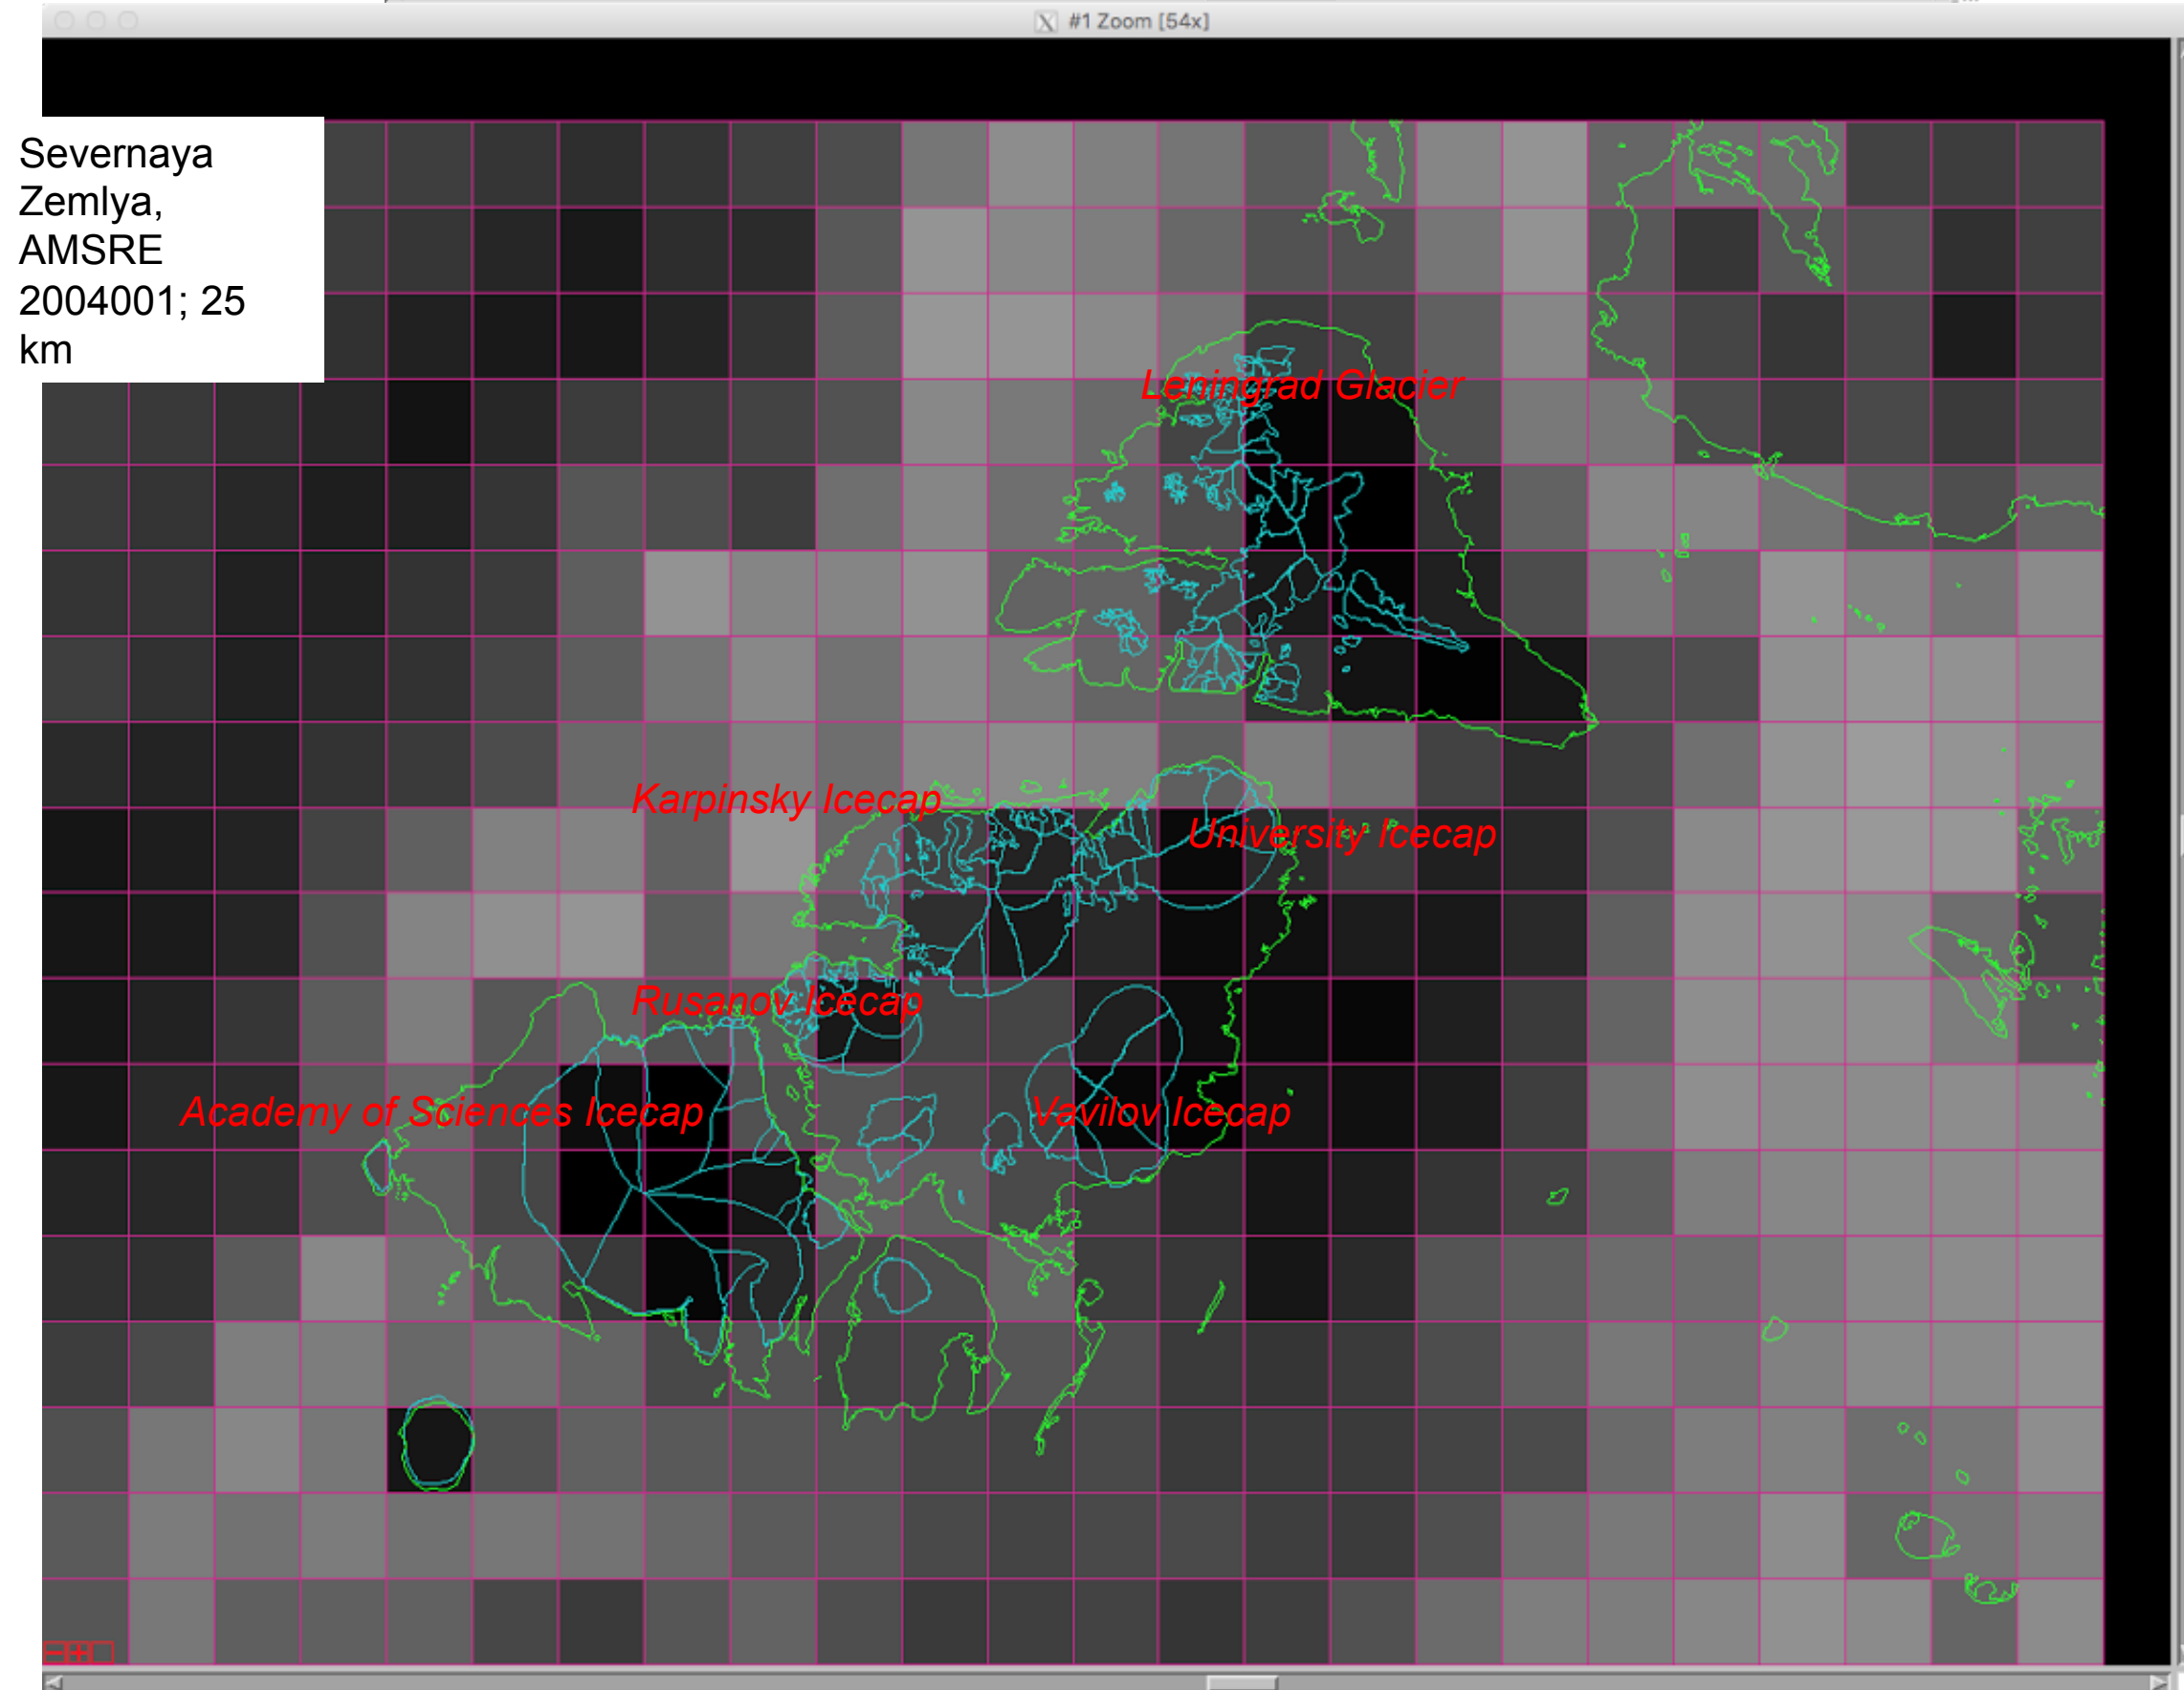 #1 Zoom [54x]
Severnaya
Zemlya,
AMSRE
2004001; 25
km
Leningrad Glacier
Karpinsky Icecap
University Icecap
Rusanov Icecap
Academy of Sciences Icecap
Vavilov Icecap